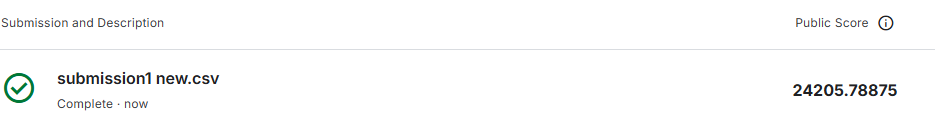 Submission and Description Public Score
submission1 new.csv
Complete · now
24205.78875